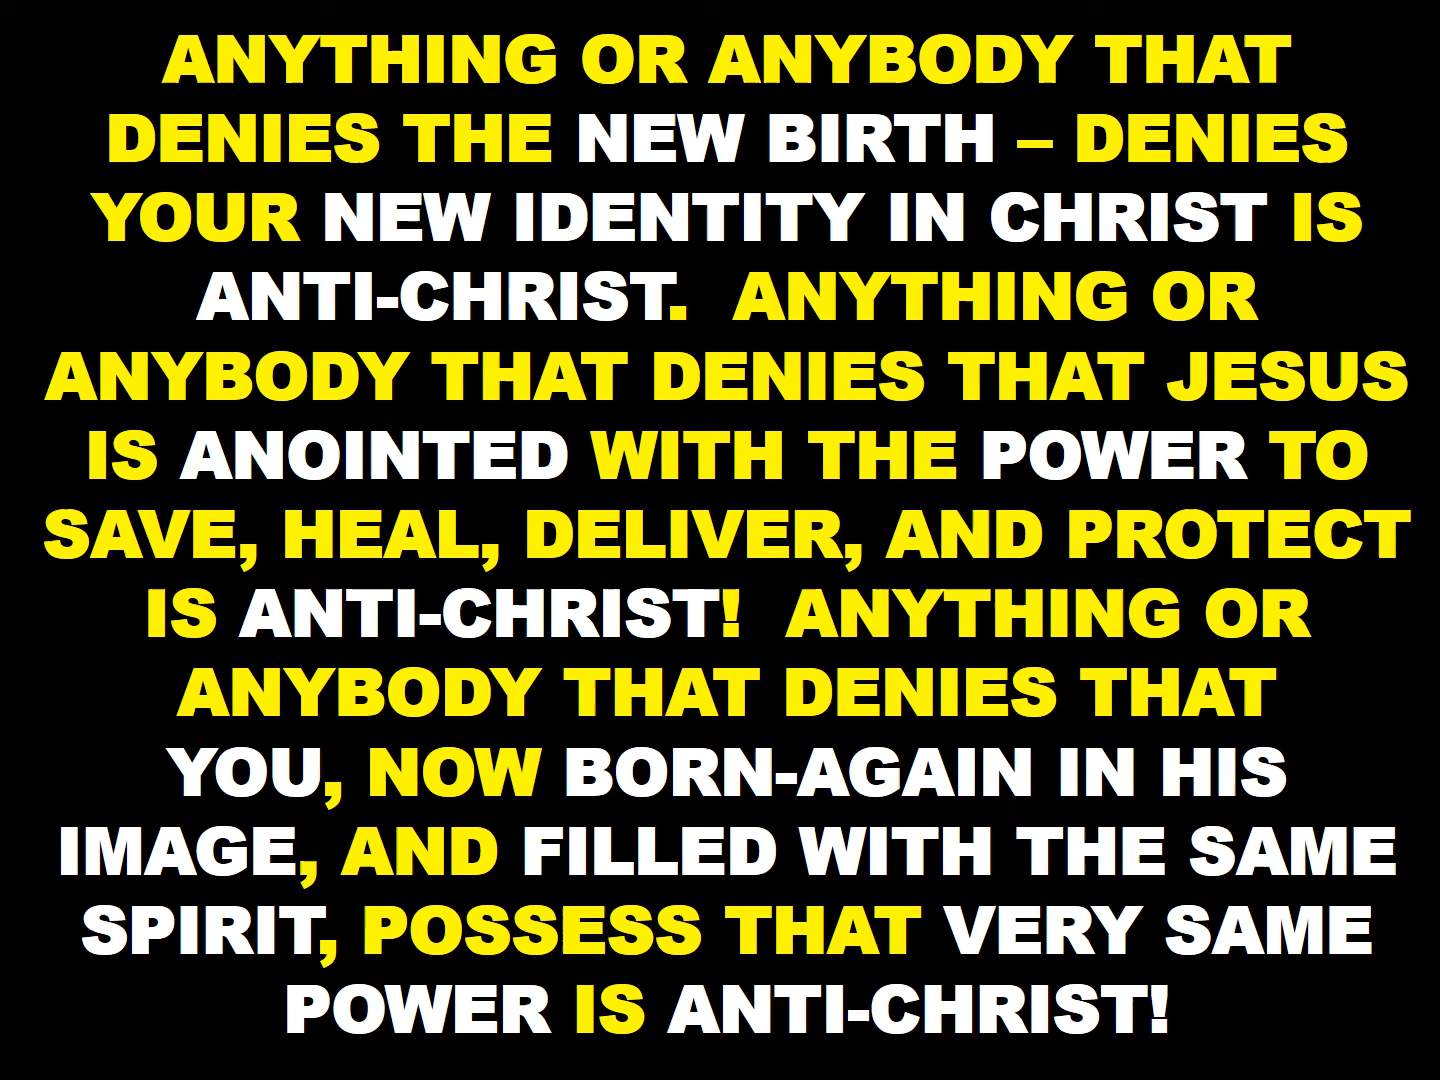 ANYTHING OR ANYBODY THAT
DENIES THE NEW BIRTH – DENIES
YOUR NEW IDENTITY IN CHRIST IS
ANTI-CHRIST.  ANYTHING OR
ANYBODY THAT DENIES THAT JESUS
IS ANOINTED WITH THE POWER TO
SAVE, HEAL, DELIVER, AND PROTECT
IS ANTI-CHRIST!  ANYTHING OR
ANYBODY THAT DENIES THAT
YOU, NOW BORN-AGAIN IN HIS
IMAGE, AND FILLED WITH THE SAME
SPIRIT, POSSESS THAT VERY SAME
POWER IS ANTI-CHRIST!